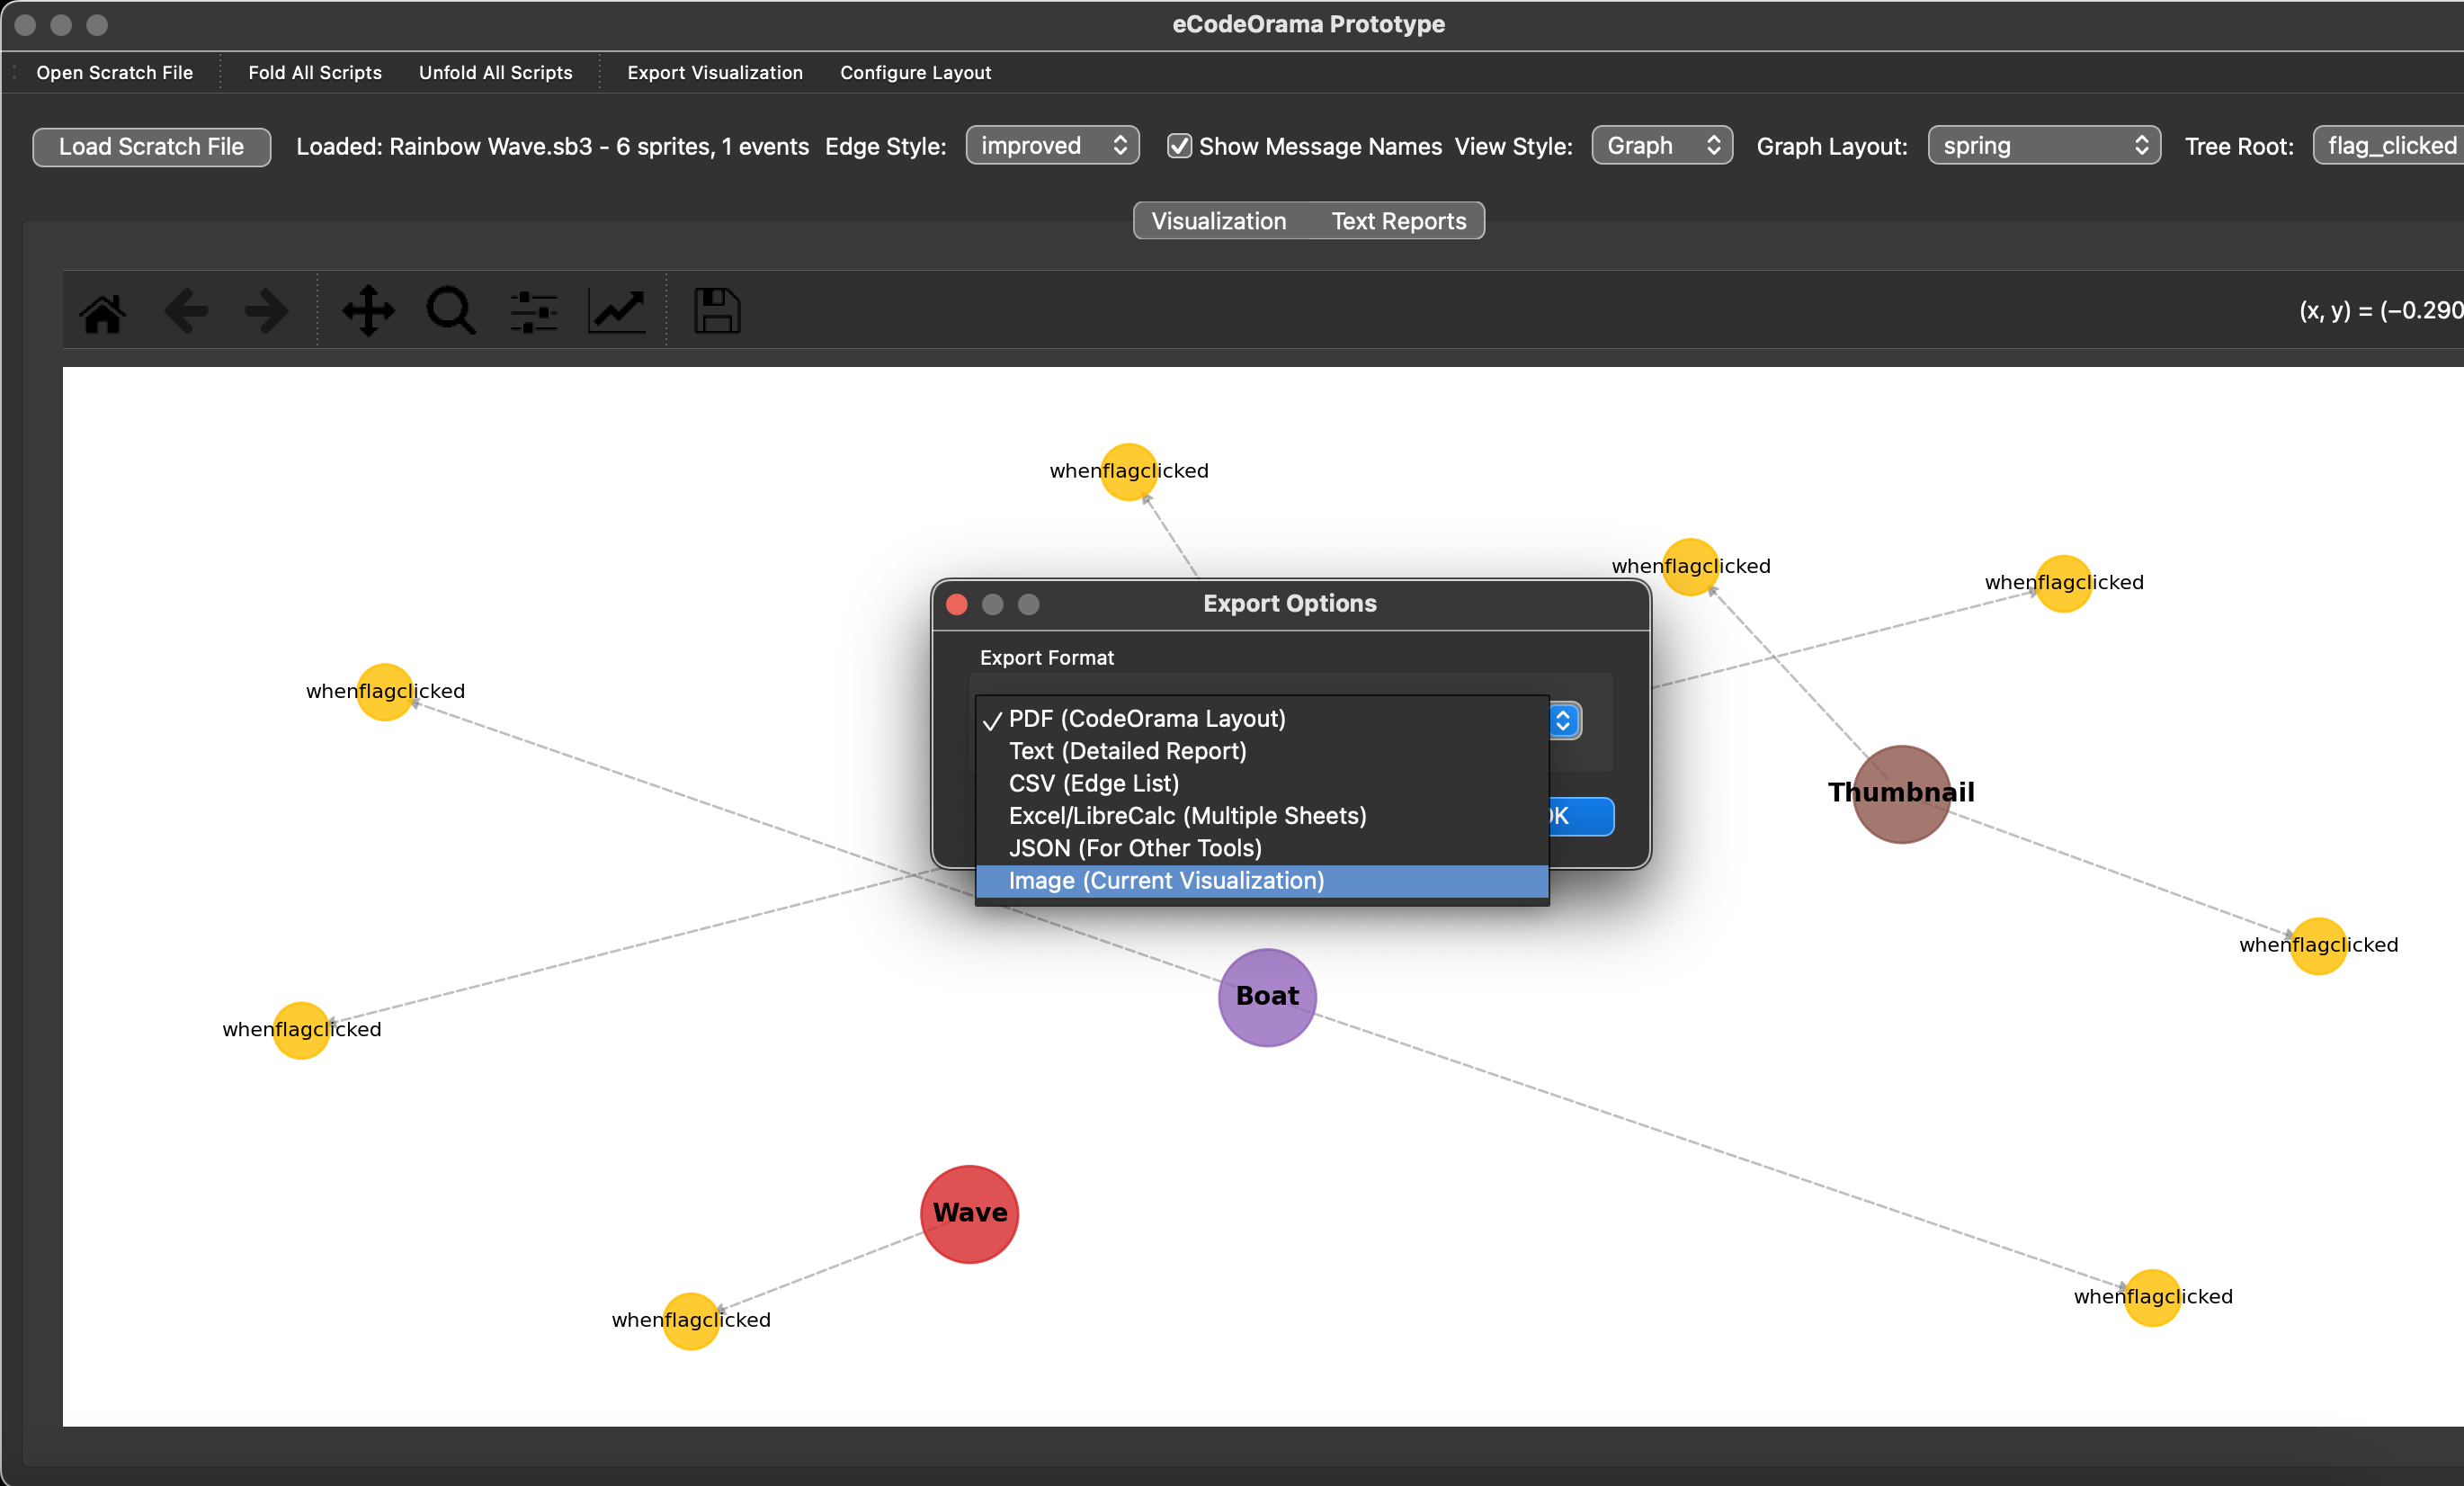 eCodeOrama Prototype
Open Scratch File Fold All Scripts Unfold All Scripts Export Visualization Configure Layout
Load Scratch File Loaded: Rainbow Wave.sb3 - 6 sprites, 1 events Edge Style: improved Show Message Names View Style: Graph Graph Layout: spring Tree Root: flag_clicked
Visualization Text Reports
(x, y) = (−0.290
whenflagclicked
whenflagclicked
whenflagclicked
Export Options
Export Format
whenflagclicked
PDF (CodeOrama Layout)
Text (Detailed Report)
CSV (Edge List)
Thumbnail
Excel/LibreCalc (Multiple Sheets)
OK
JSON (For Other Tools)
Image (Current Visualization)
whenflagclicked
Boat
whenflagclicked
Wave
whenflagclicked
whenflagclicked